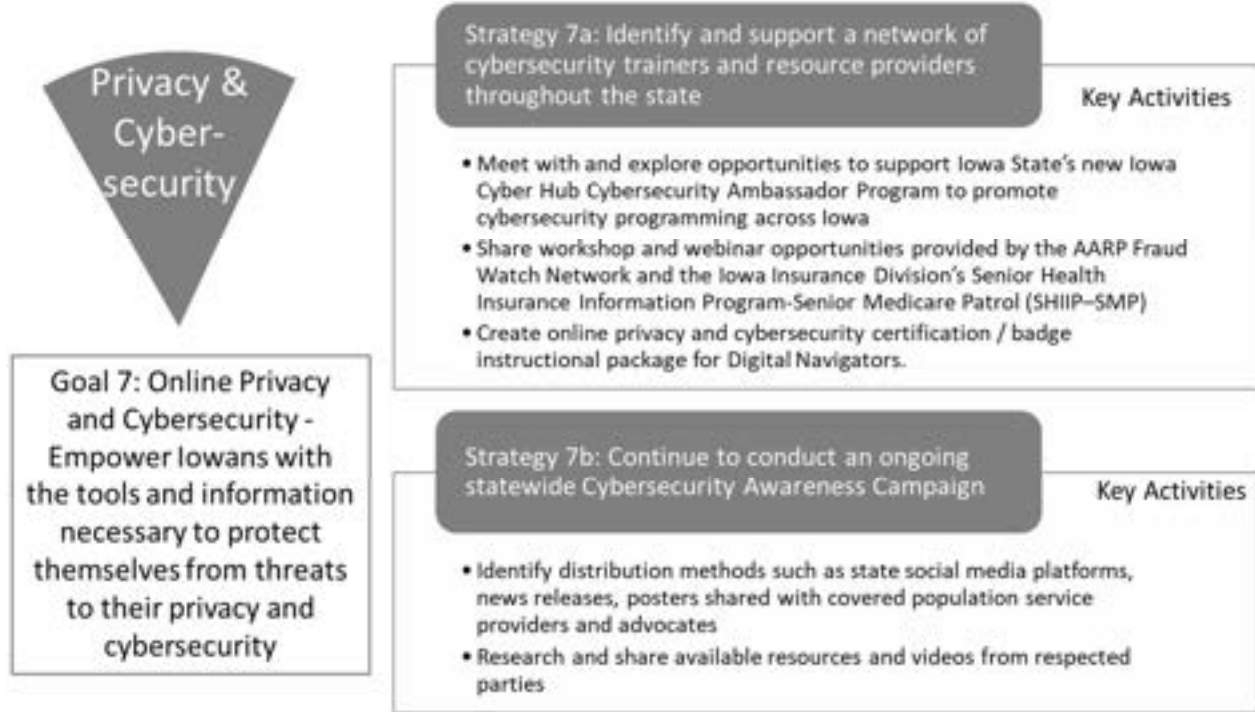 Privacy &
Cyber-
security
Goal 7: Online Privacy
and Cybersecurity -
Empower Iowans with
the tools and information
necessary to protect
themselves from threats
to their privacy and
cybersecurity
Strategy 7a: Identify and support a network of
cybersecurity trainers and resource providers
throughout the state
Key Activities
• Meet with and explore opportunities to support Iowa State's new Iowa
Cyber Hub Cybersecurity Ambassador Program to promote
cybersecurity programming across Iowa
• Share workshop and webinar opportunities provided by the AARP Fraud
Watch Network and the Iowa Insurance Division's Senior Health
Insurance Information Program-Senior Medicare Patrol (SHIIP–SMP)
• Create online privacy and cybersecurity certification / badge
instructional package for Digital Navigators.
Strategy 7b: Continue to conduct an ongoing
statewide Cybersecurity Awareness Campaign
Key Activities
• Identify distribution methods such as state social media platforms,
news releases, posters shared with covered population service
providers and advocates
• Research and share available resources and videos from respected
parties